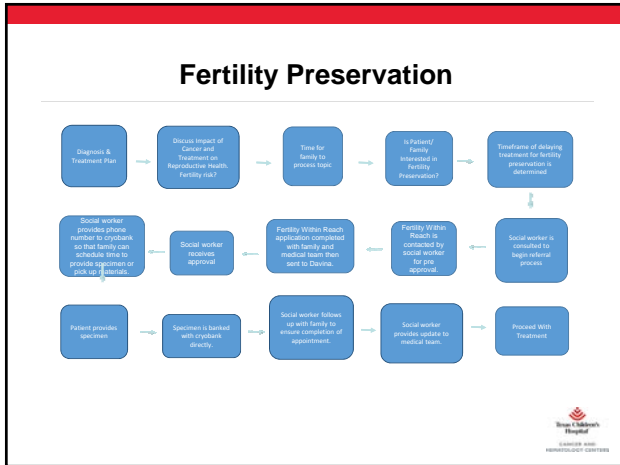 Fertility Preservation
Diagnosis &
Treatment Plan
Discuss Impact of
Cancer and
Treatment on
Reproductive Health.
Fertility risk?
Time for
family to
process topic
Is Patient/
Family
Interested in
Fertility
Preservation?
Timeframe of delaying
treatment for fertility
preservation is
determined
Social worker is
consulted to
begin referral
process
Fertility Within
Reach is
contacted by
social worker
for pre
approval.
Fertility Within Reach
application completed
with family and
medical team then
sent to Davina.
Social worker
receives
approval
Social worker
provides phone
number to cryobank
so that family can
schedule time to
provide specimen or
pick up materials.
Patient provides
specimen
Specimen is banked
with cryobank
directly.
Social worker follows
up with family to
ensure completion of
appointment.
Social worker
provides update to
medical team.
Proceed With
Treatment
Texas Children's
Hospital
CANCER AND
HEMATOLOGY CENTERS